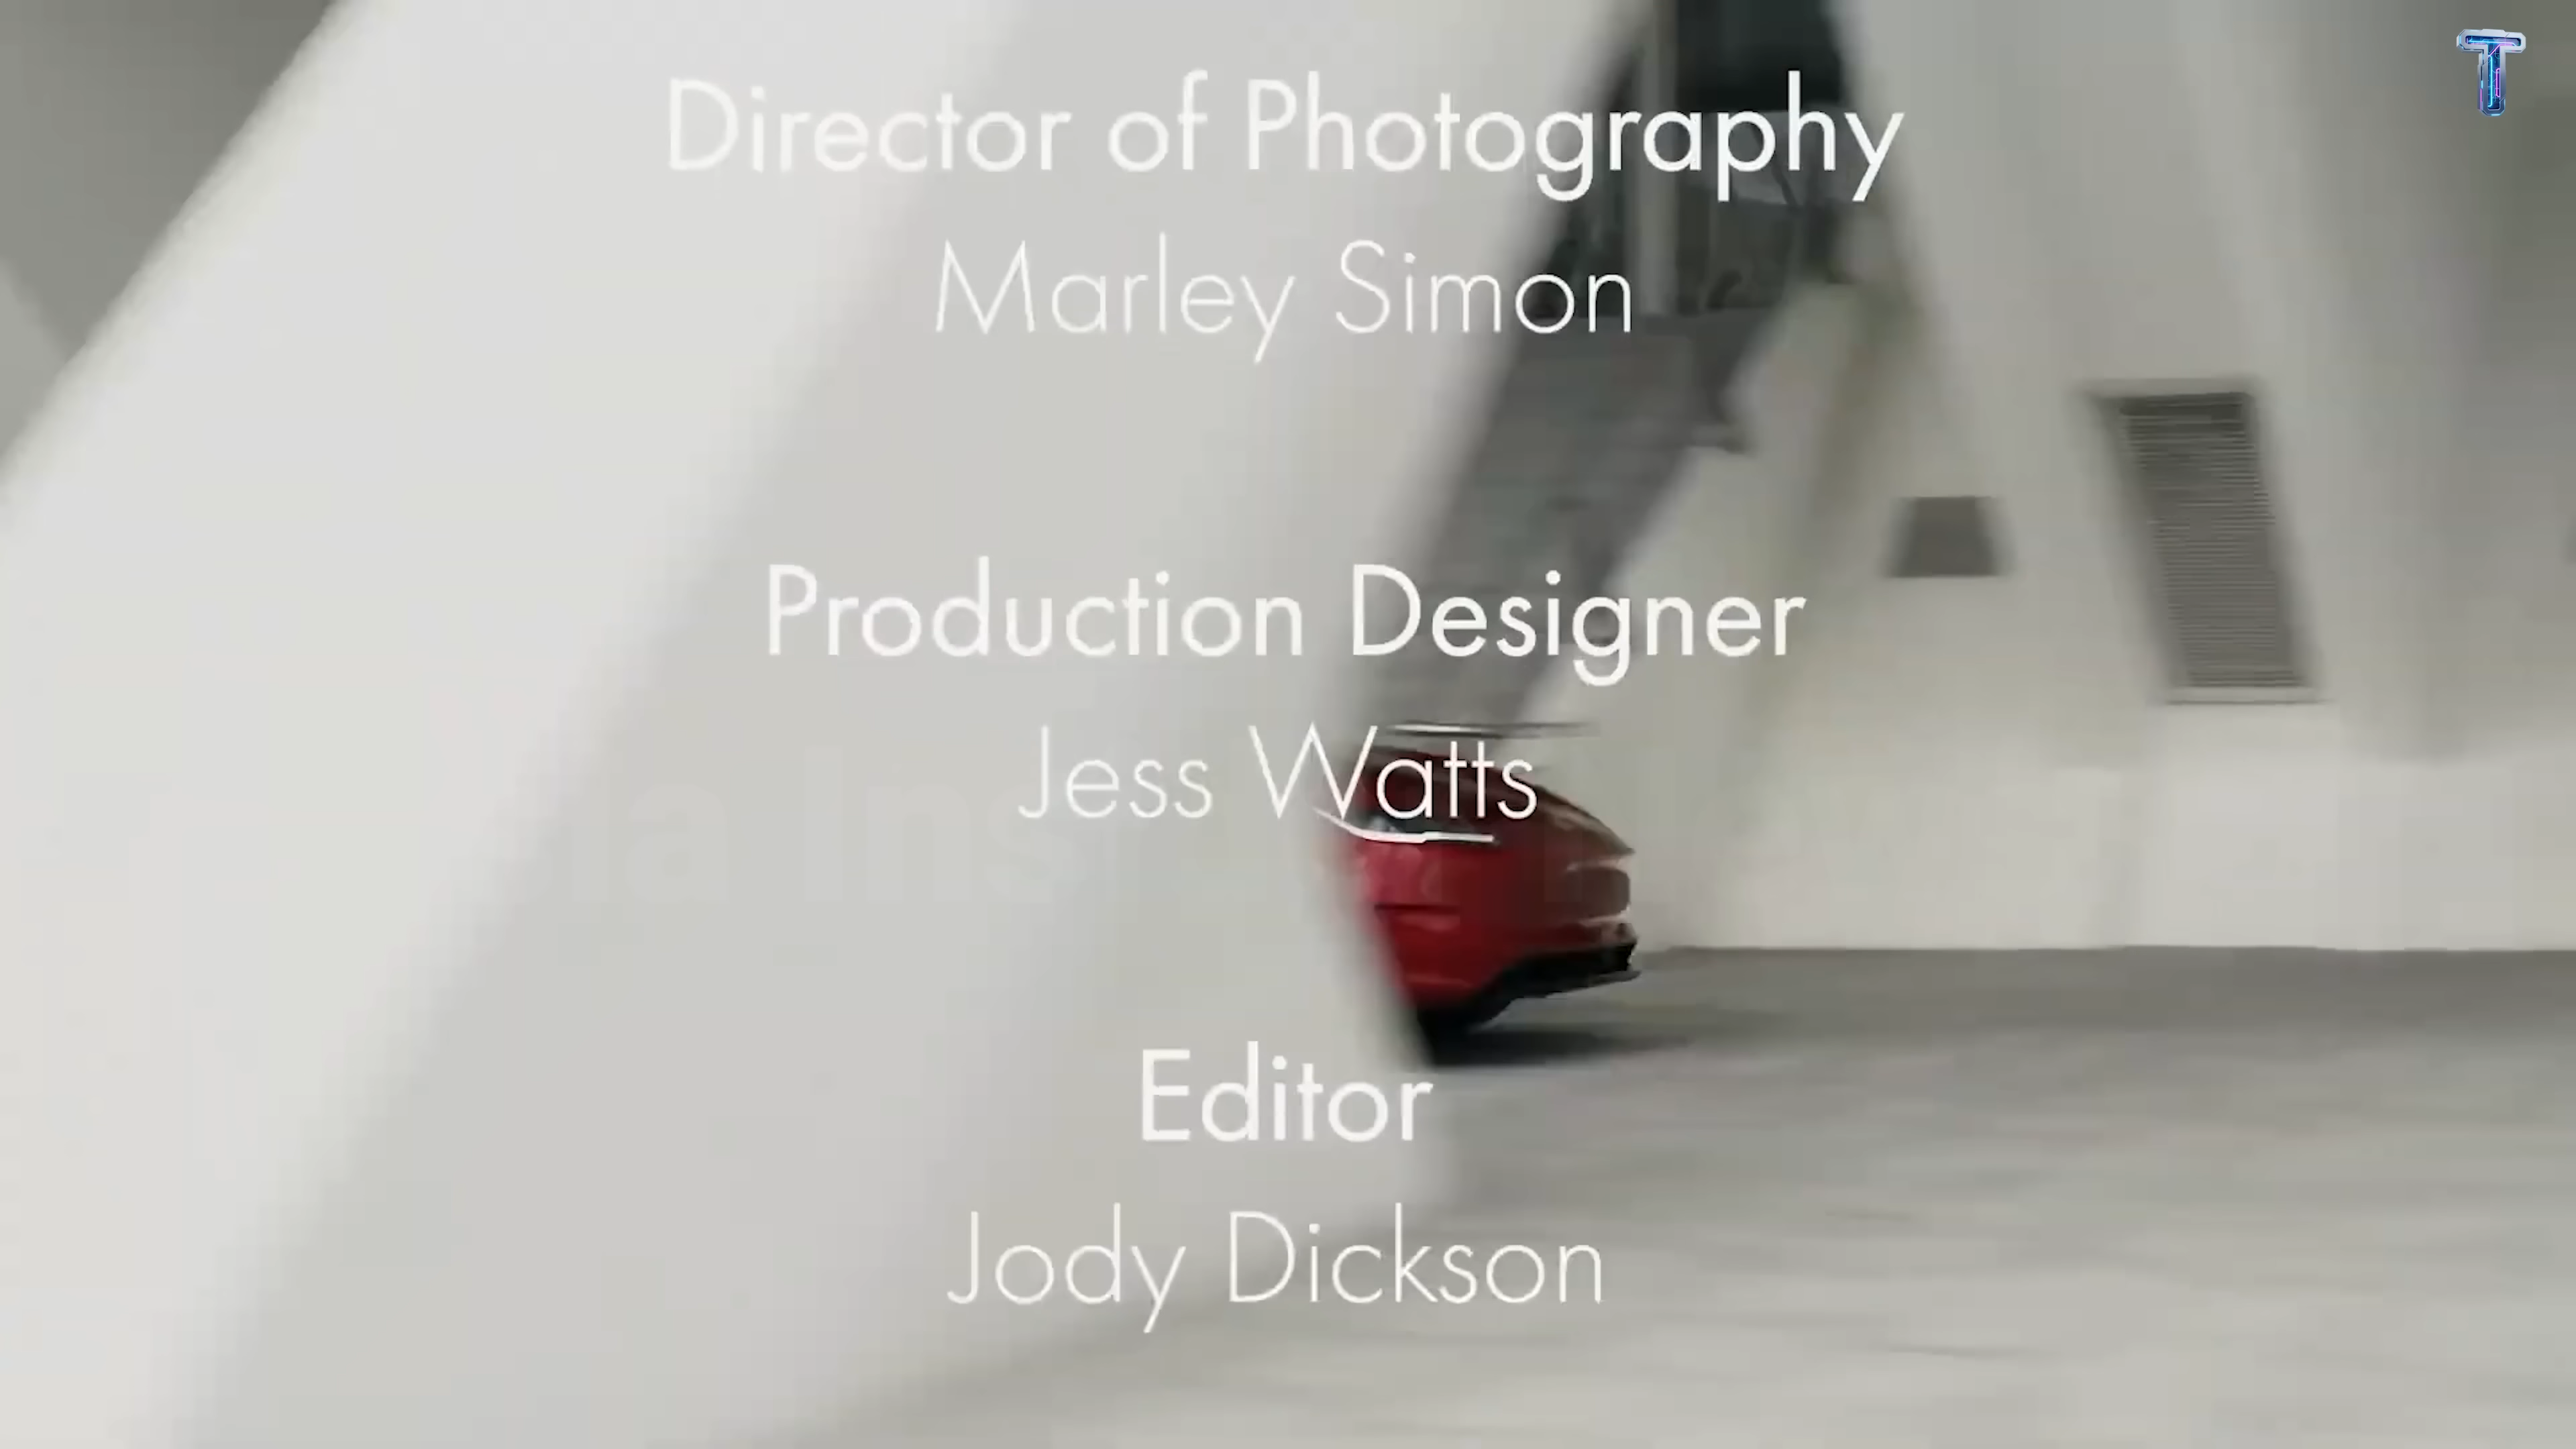 T
Director of Photography
Marley Simon
Production Designer
Jess Watts
Editor
Jody Dickson